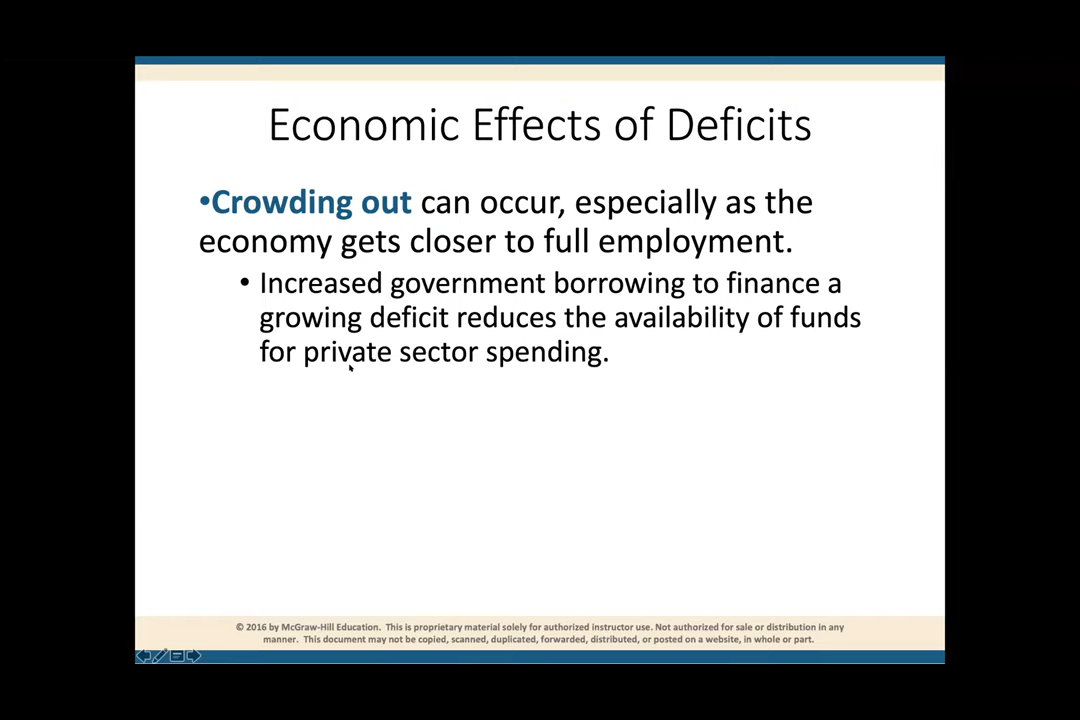 Economic Effects of Deficits
•Crowding out can occur, especially as the
economy gets closer to full employment.
• Increased government borrowing to finance a
growing deficit reduces the availability of funds
for private sector spending.
© 2016 by McGraw-Hill Education. This is proprietary material solely for authorized instructor use. Not authorized for sale or distribution in any
manner. This document may not be copied, scanned, duplicated, forwarded, distributed, or posted on a website, in whole or part.